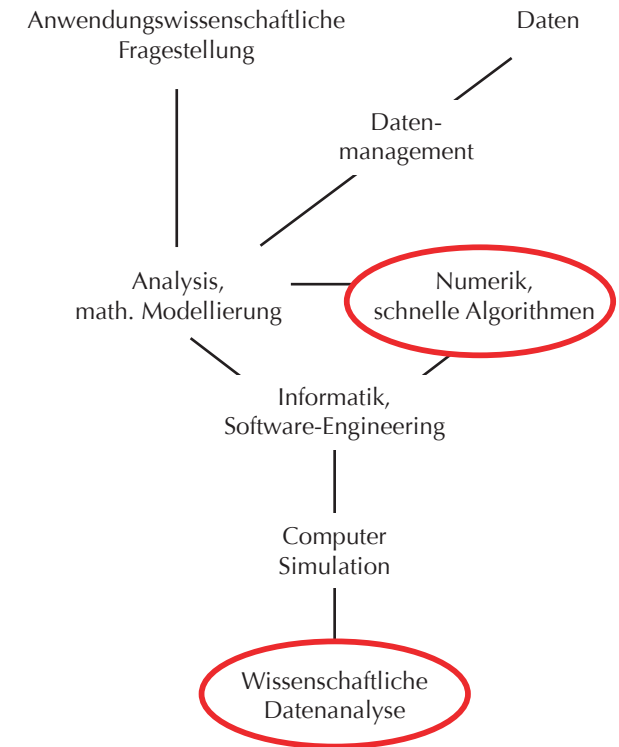 Anwendungswissenschaftliche
Fragestellung
Daten
Daten-
management
Analysis,
math. Modellierung
Numerik,
schnelle Algorithmen
Informatik,
Software-Engineering
Computer
Simulation
Wissenschaftliche
Datenanalyse